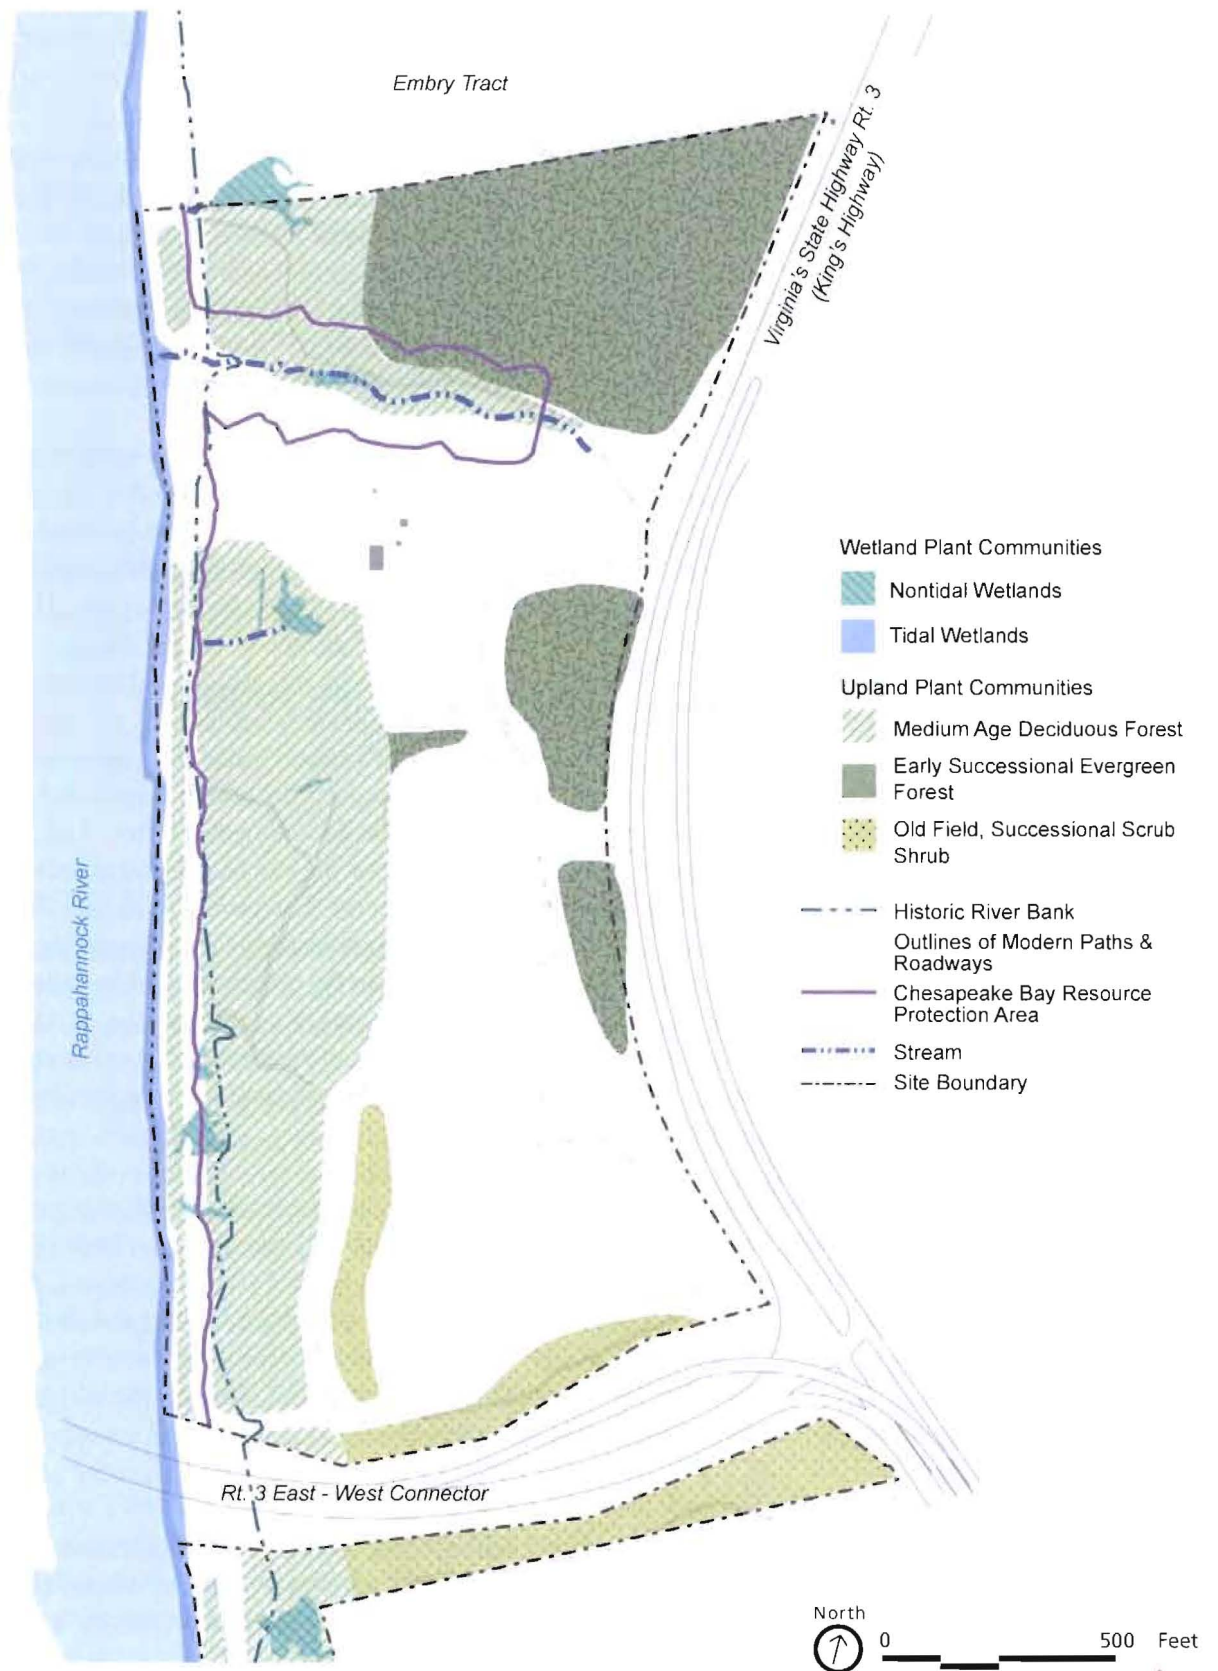 Embry Tract
Virginia's State Highway Rt. 3
(King's Highway)
Wetland Plant Communities
Nontidal Wetlands
Tidal Wetlands
Upland Plant Communities
Medium Age Deciduous Forest
Early Successional Evergreen
Forest
Old Field, Successional Scrub
Shrub
Historic River Bank
Outlines of Modern Paths &
Roadways
Chesapeake Bay Resource
Protection Area
Stream
Site Boundary
Rappahannock River
Rt. 3 East - West Connector
North
0 500 Feet